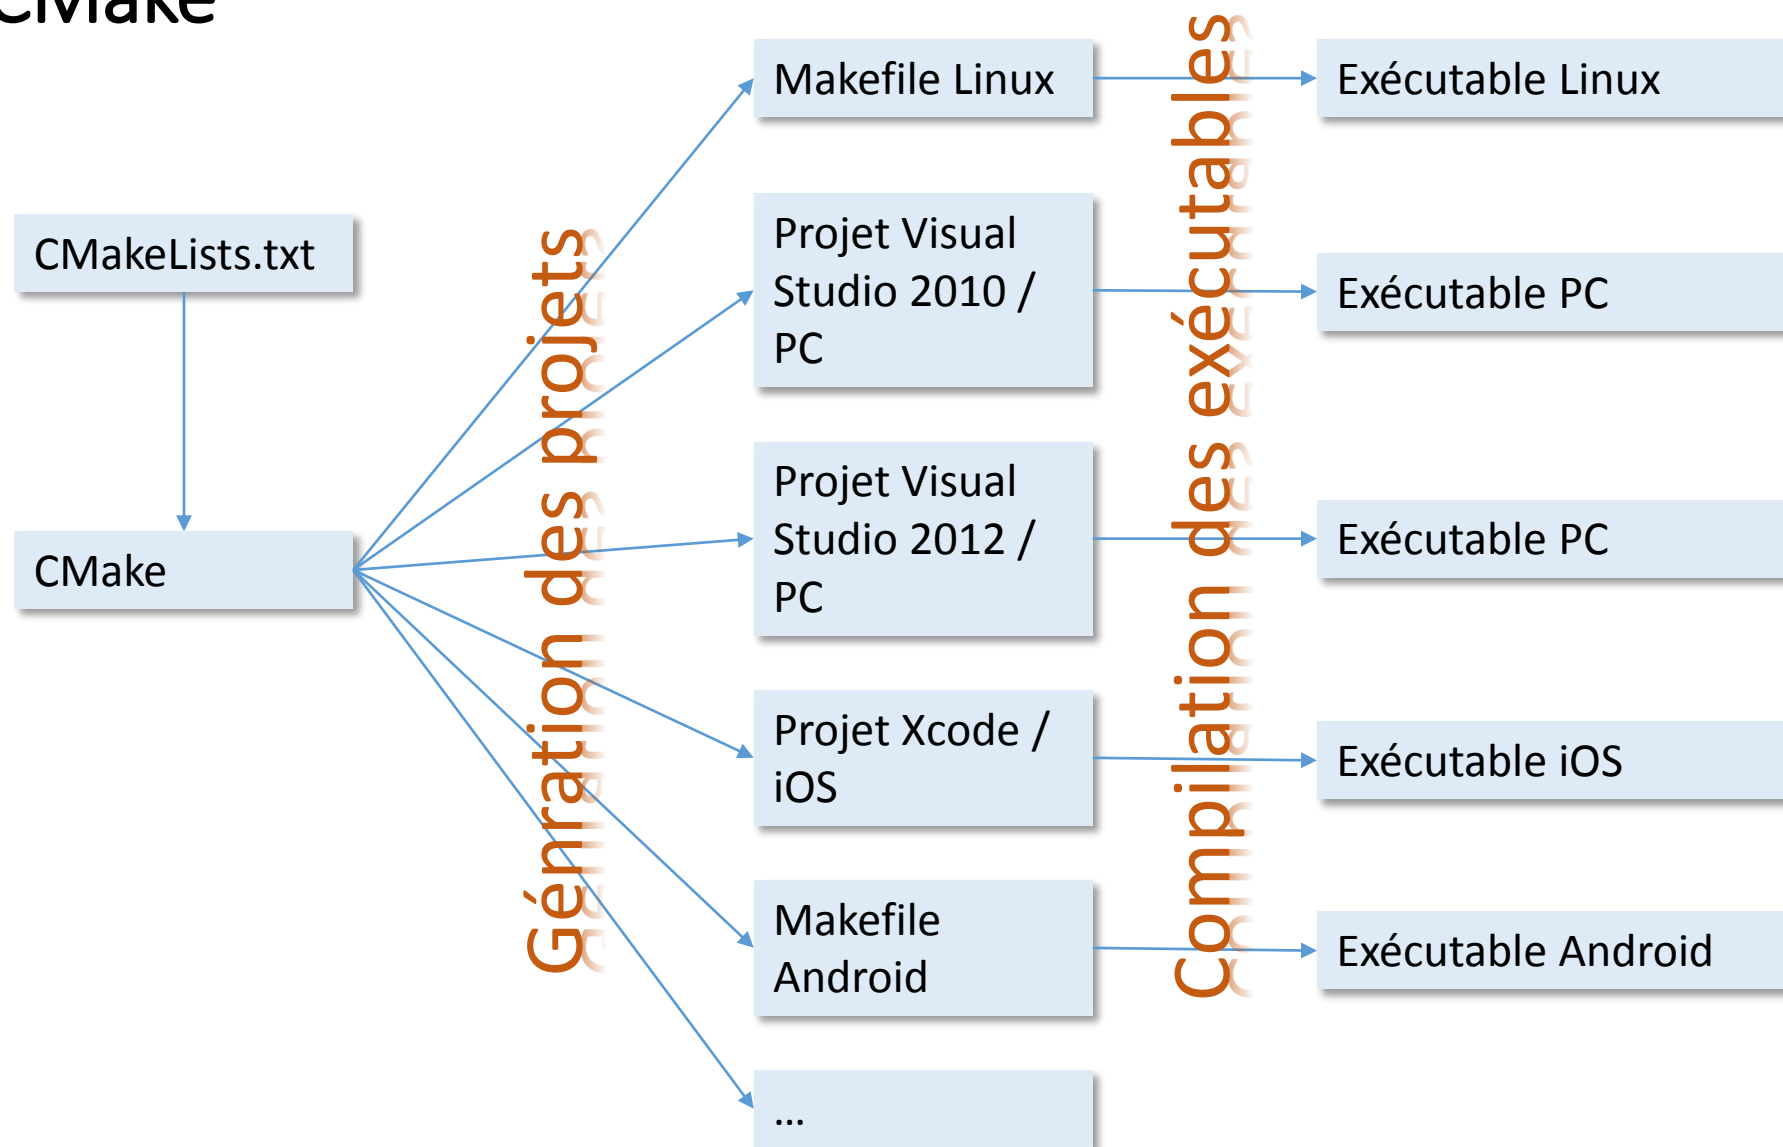 CMake
CMakeLists.txt
CMake
Génration des projets
Makefile Linux
Projet Visual
Studio 2010 /
PC
Projet Visual
Studio 2012 /
PC
Projet Xcode /
iOS
Makefile
Android
...
Compilation des exécutables
Exécutable Linux
Exécutable PC
Exécutable PC
Exécutable iOS
Exécutable Android